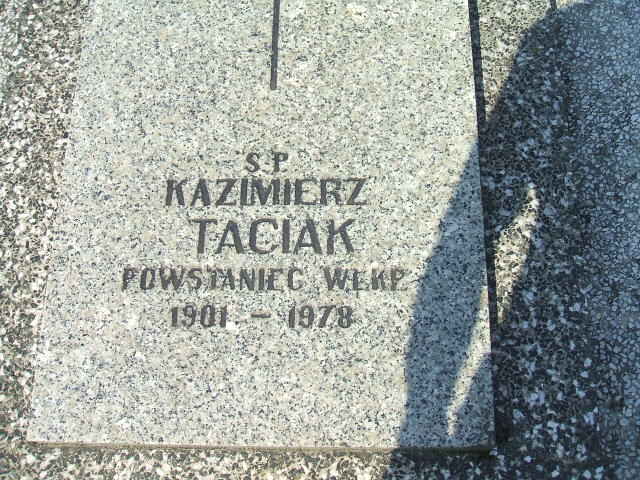 S.P.
KAZIMIERZ
TACIAK
POWSTANIEC WLKP.
1901 - 1978